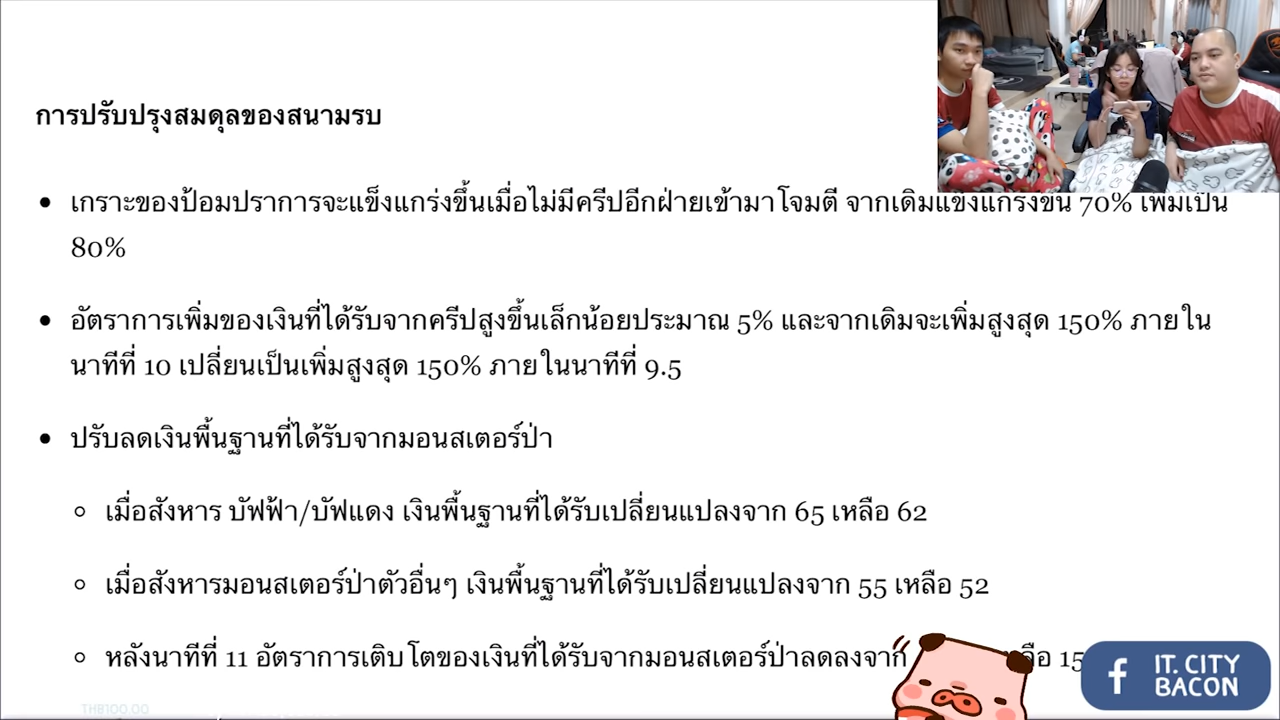 การปรับปรุงสมดุลของสนามรบ
เกราะของป้อมปราการจะแข็งแกร่งขึ้นเมื่อไม่มีครีปอีกฝ่ายเข้ามาโจมตี จากเดิมแข็งแกร่งขึ้น 70% เพิ่มเป็น
80%
อัตราการเพิ่มของเงินที่ได้รับจากครีปสูงขึ้นเล็กน้อยประมาณ 5% และจากเดิมจะเพิ่มสูงสุด 150% ภายใน
นาทีที่ 10 เปลี่ยนเป็นเพิ่มสูงสุด 150% ภายในนาทีที่ 9.5
ปรับลดเงินพื้นฐานที่ได้รับจากมอนสเตอร์ป่า
เมื่อสังหาร บัฟฟ้า/บัฟแดง เงินพื้นฐานที่ได้รับเปลี่ยนแปลงจาก 65 เหลือ 62
เมื่อสังหารมอนสเตอร์ป่าตัวอื่นๆ เงินพื้นฐานที่ได้รับเปลี่ยนแปลงจาก 55 เหลือ 52
หลังนาทีที่ 11 อัตราการเติบโตของเงินที่ได้รับจากมอนสเตอร์ป่าลดลงจาก
IT. CITY
BACON
THB100.00